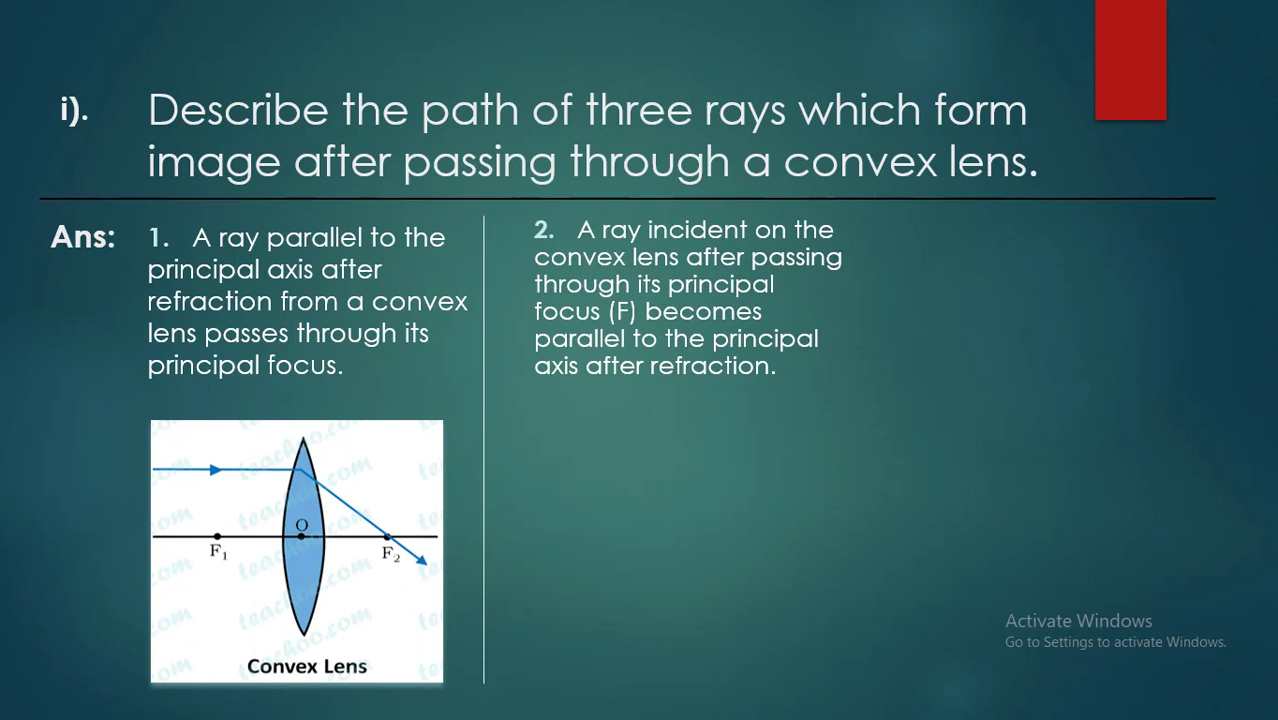 i).
Describe the path of three rays which form
image after passing through a convex lens.
Ans:
1. A ray parallel to the
principal axis after
refraction from a convex
lens passes through its
principal focus.
2. A ray incident on the
convex lens after passing
through its principal
focus (F) becomes
parallel to the principal
axis after refraction.
teachoo.com
O
F₁
F₂
Convex Lens
Activate Windows
Go to Settings to activate Windows.